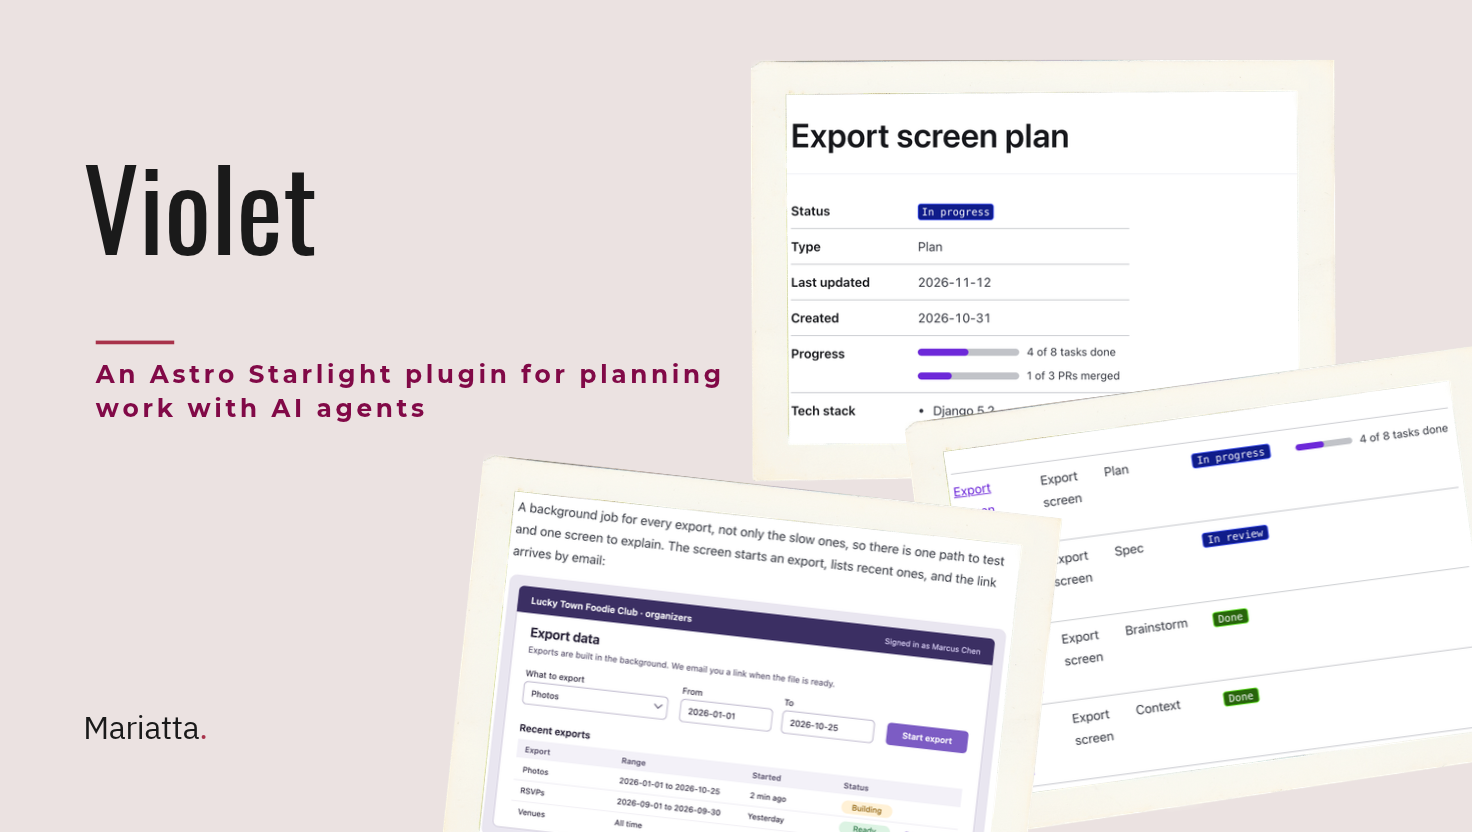 Violet
An Astro Starlight plugin for planning
work with AI agents
Mariatta.
Export screen plan
Status In progress
Type Plan
Last updated 2026-11-12
Created 2026-10-31
Progress 4 of 8 tasks done
1 of 3 PRs merged
Tech stack • Django 5.2
Export
screen
Export
screen
Plan
In progress
4 of 8 tasks done
Export
screen
Spec
In review
Export
screen
Brainstorm
Done
Export
screen
Context
Done
A background job for every export, not only the slow ones, so there is one path to test
and one screen to explain. The screen starts an export, lists recent ones, and the link
arrives by email:
Lucky Town Foodie Club · organizers
Signed in as Marcus Chen
Export data
Exports are built in the background. We email you a link when the file is ready.
What to export From To
Photos 2026-01-01 2026-10-25 Start export
Recent exports
Export Range Started Status
Photos 2026-01-01 to 2026-10-25 2 min ago Building
RSVPs 2026-09-01 to 2026-09-30 Yesterday Ready
Venues All time